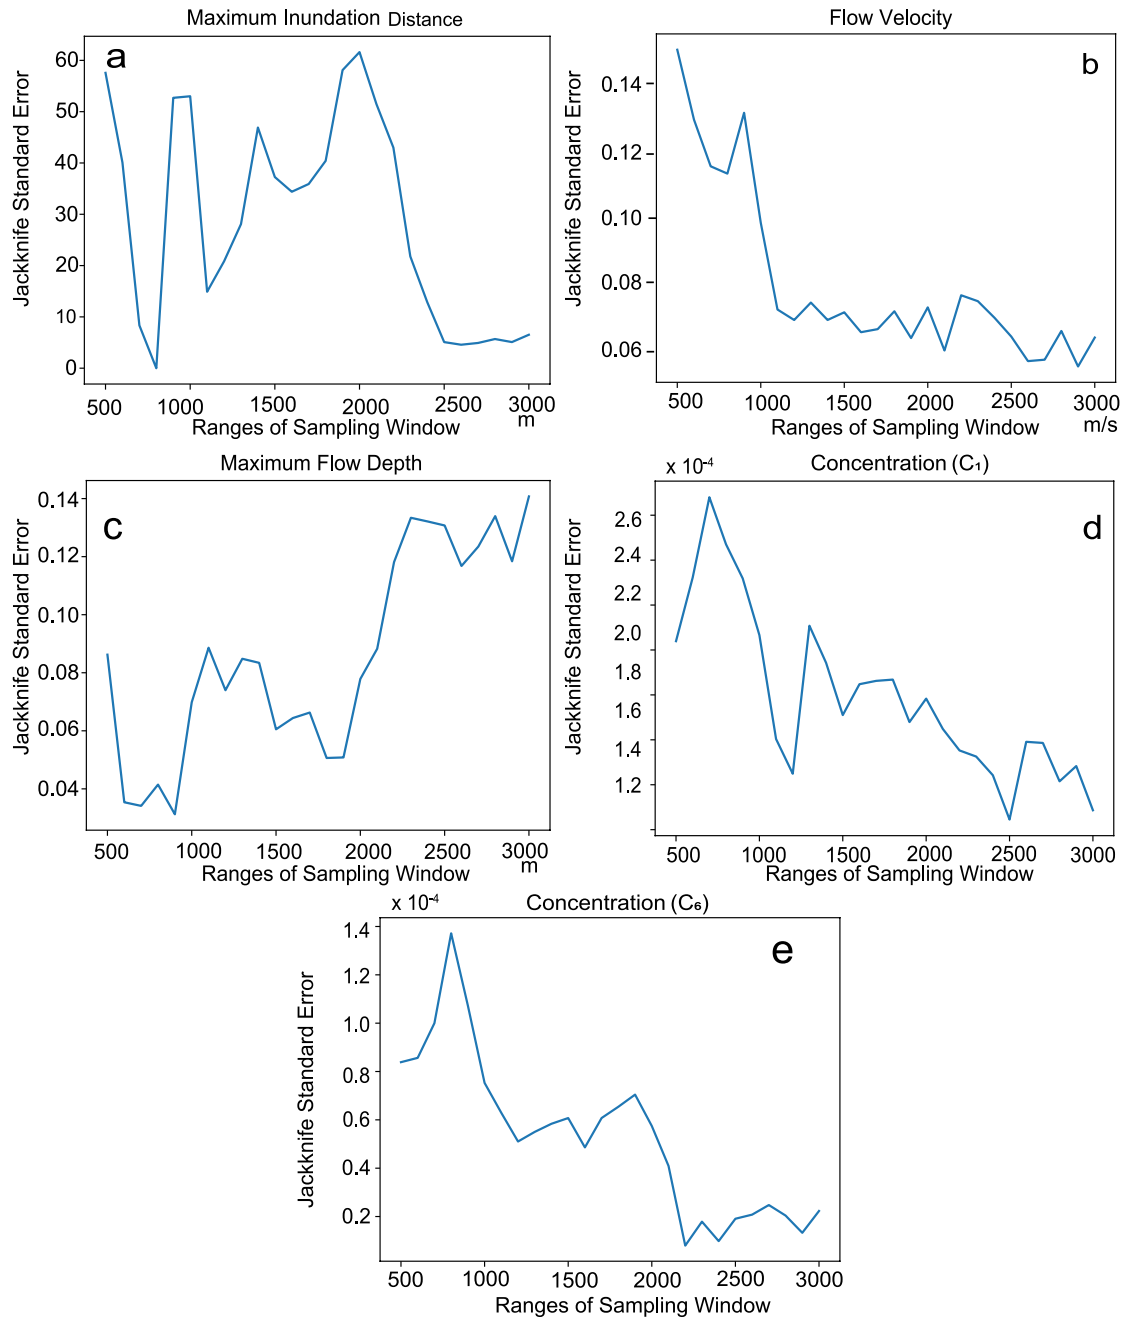 Maximum Inundation Distance
a
Jackknife Standard Error
60
50
40
30
20
10
0
500 1000 1500 2000 2500 3000
Ranges of Sampling Window m
Flow Velocity
b
Jackknife Standard Error
0.14
0.12
0.10
0.08
0.06
500 1000 1500 2000 2500 3000
Ranges of Sampling Window m/s
Maximum Flow Depth
c
Jackknife Standard Error
0.14
0.12
0.10
0.08
0.06
0.04
500 1000 1500 2000 2500 3000
Ranges of Sampling Window m
x 10⁻⁴ Concentration (C₁)
d
Jackknife Standard Error
2.6
2.4
2.2
2.0
1.8
1.6
1.4
1.2
500 1000 1500 2000 2500 3000
Ranges of Sampling Window
x 10⁻⁴ Concentration (C₆)
e
Jackknife Standard Error
1.4
1.2
1.0
0.8
0.6
0.4
0.2
500 1000 1500 2000 2500 3000
Ranges of Sampling Window